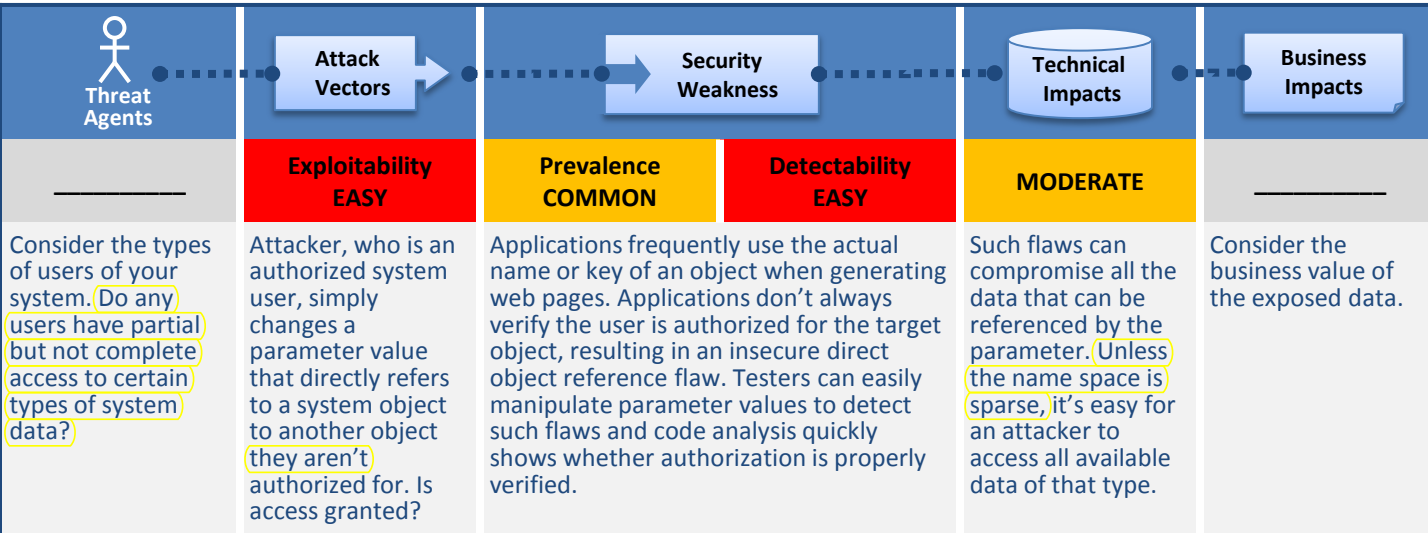 Threat
Agents
Attack
Vectors
Security
Weakness
Technical
Impacts
Business
Impacts
__________
Exploitability
EASY
Prevalence
COMMON
Detectability
EASY
MODERATE
__________
Consider the types
of users of your
system. Do any
users have partial
but not complete
access to certain
types of system
data?
Attacker, who is an
authorized system
user, simply
changes a
parameter value
that directly refers
to a system object
to another object
they aren’t
authorized for. Is
access granted?
Applications frequently use the actual
name or key of an object when generating
web pages. Applications don’t always
verify the user is authorized for the target
object, resulting in an insecure direct
object reference flaw. Testers can easily
manipulate parameter values to detect
such flaws and code analysis quickly
shows whether authorization is properly
verified.
Such flaws can
compromise all the
data that can be
referenced by the
parameter. Unless
the name space is
sparse, it’s easy for
an attacker to
access all available
data of that type.
Consider the
business value of
the exposed data.